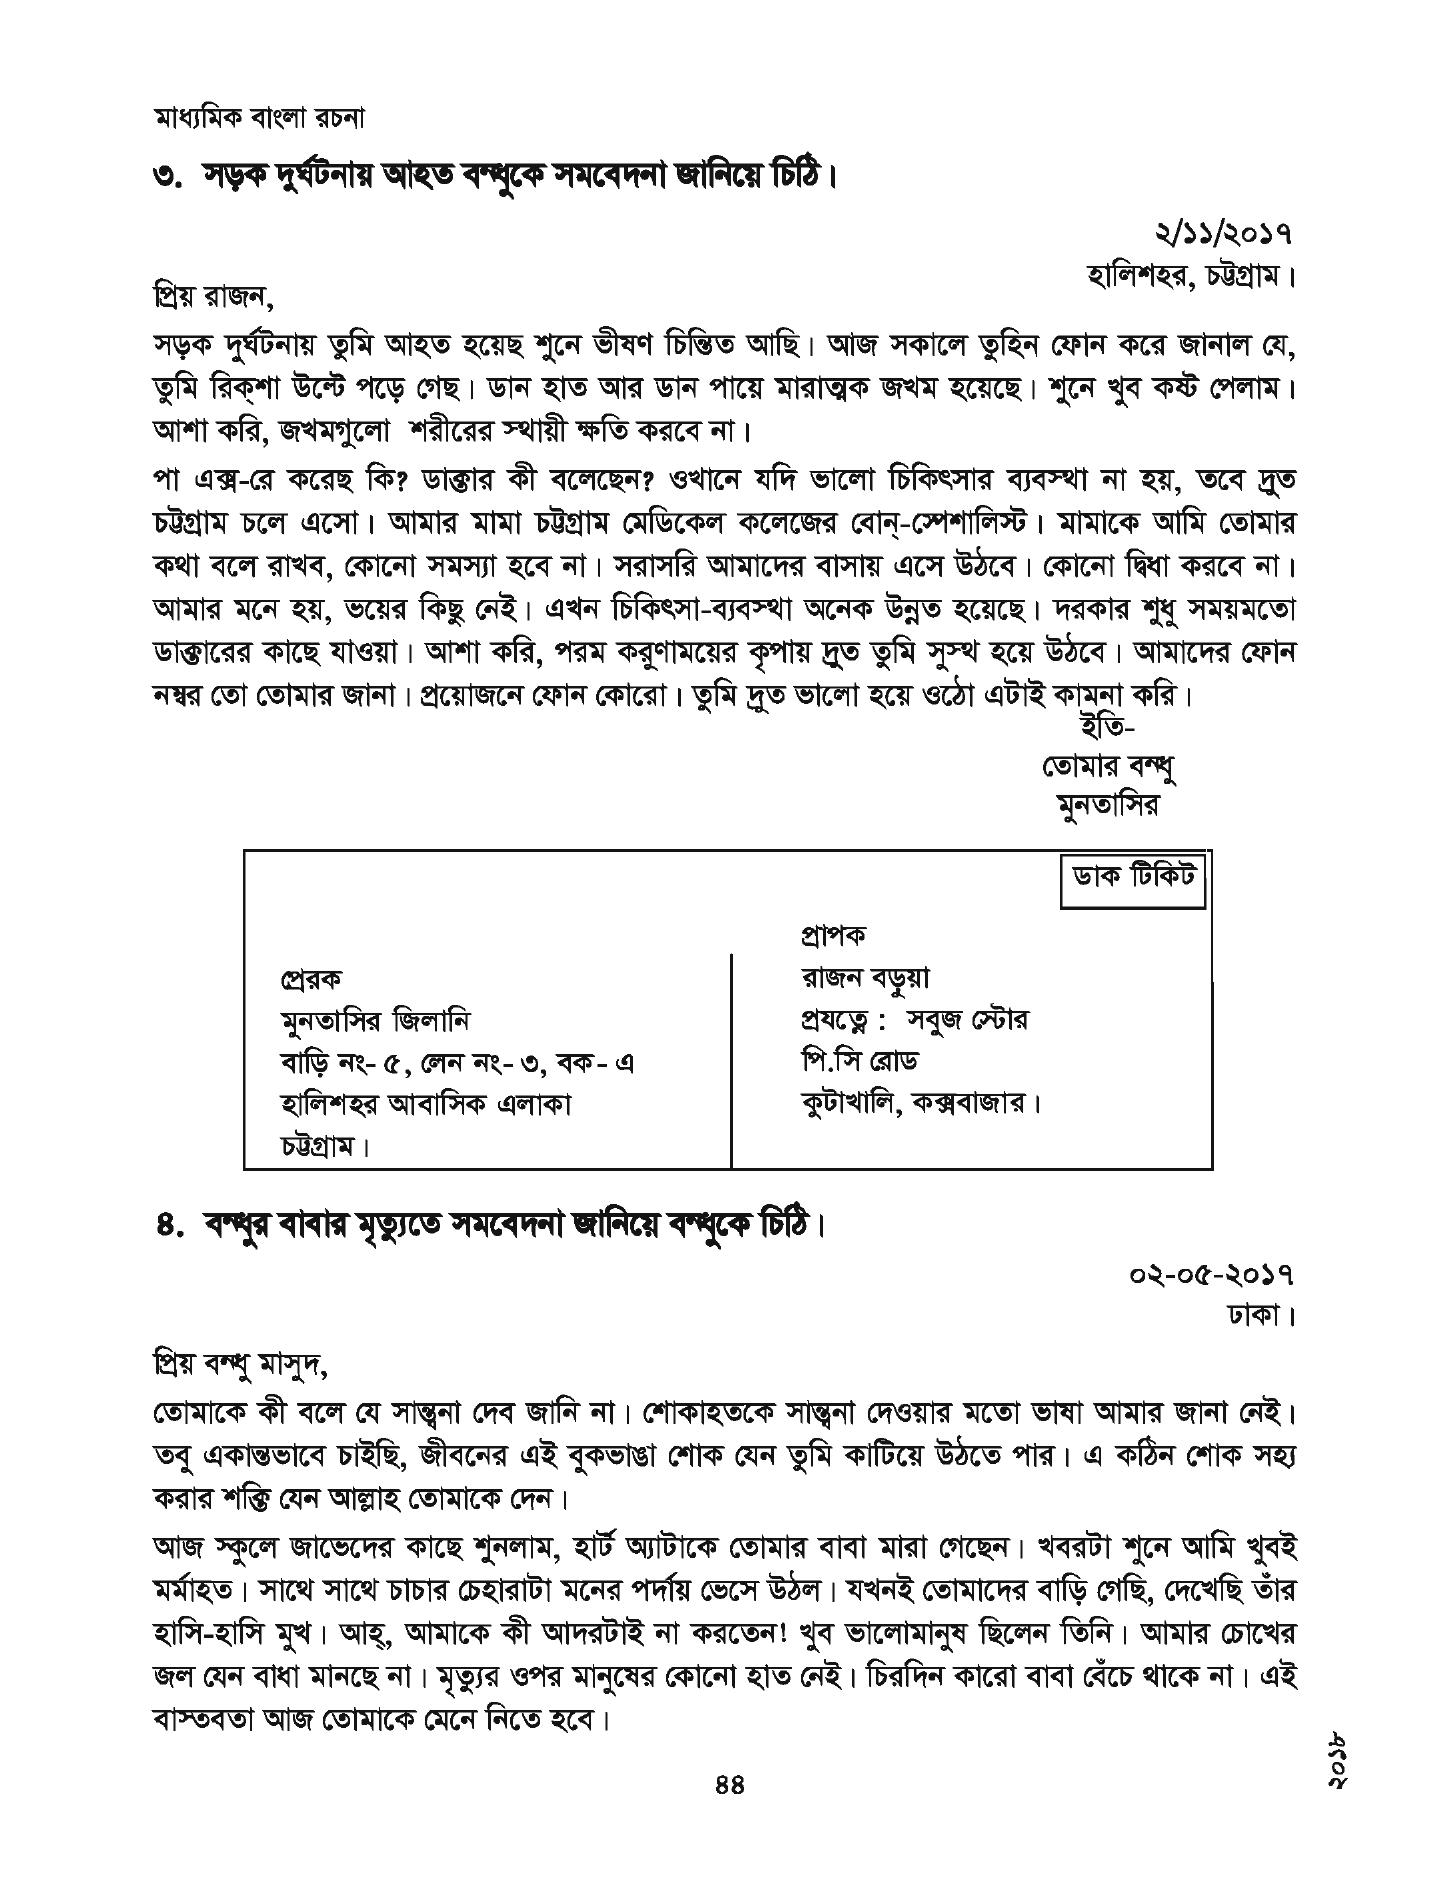 মাধ্যমিক বাংলা রচনা
৩. সড়ক দুর্ঘটনায় আহত বন্ধুকে সমবেদনা জানিয়ে চিঠি।
২/১১/২০১৭
হালিশহর, চট্টগ্রাম।
প্রিয় রাজন,
সড়ক দুর্ঘটনায় তুমি আহত হয়েছ শুনে ভীষণ চিন্তিত আছি। আজ সকালে তুহিন ফোন করে জানাল যে,
তুমি রিক্‌শা উল্টে পড়ে গেছ। ডান হাত আর ডান পায়ে মারাত্মক জখম হয়েছে। শুনে খুব কষ্ট পেলাম।
আশা করি, জখমগুলো শরীরের স্থায়ী ক্ষতি করবে না।
পা এক্স-রে করেছ কি? ডাক্তার কী বলেছেন? ওখানে যদি ভালো চিকিৎসার ব্যবস্থা না হয়, তবে দ্রুত
চট্টগ্রাম চলে এসো। আমার মামা চট্টগ্রাম মেডিকেল কলেজের বোন্‌-স্পেশালিস্ট। মামাকে আমি তোমার
কথা বলে রাখব, কোনো সমস্যা হবে না। সরাসরি আমাদের বাসায় এসে উঠবে। কোনো দ্বিধা করবে না।
আমার মনে হয়, ভয়ের কিছু নেই। এখন চিকিৎসা-ব্যবস্থা অনেক উন্নত হয়েছে। দরকার শুধু সময়মতো
ডাক্তারের কাছে যাওয়া। আশা করি, পরম করুণাময়ের কৃপায় দ্রুত তুমি সুস্থ হয়ে উঠবে। আমাদের ফোন
নম্বর তো তোমার জানা। প্রয়োজনে ফোন কোরো। তুমি দ্রুত ভালো হয়ে ওঠো এটাই কামনা করি।
ইতি-
তোমার বন্ধু
মুনতাসির
ডাক টিকিট
প্রেরক
মুনতাসির জিলানি
বাড়ি নং- ৫, লেন নং- ৩, বক- এ
হালিশহর আবাসিক এলাকা
চট্টগ্রাম।
প্রাপক
রাজন বড়ুয়া
প্রযত্নে : সবুজ স্টোর
পি.সি রোড
কুটাখালি, কক্সবাজার।
৪. বন্ধুর বাবার মৃত্যুতে সমবেদনা জানিয়ে বন্ধুকে চিঠি।
০২-০৫-২০১৭
ঢাকা।
প্রিয় বন্ধু মাসুদ,
তোমাকে কী বলে যে সান্ত্বনা দেব জানি না। শোকাহতকে সান্ত্বনা দেওয়ার মতো ভাষা আমার জানা নেই।
তবু একান্তভাবে চাইছি, জীবনের এই বুকভাঙা শোক যেন তুমি কাটিয়ে উঠতে পার। এ কঠিন শোক সহ্য
করার শক্তি যেন আল্লাহ তোমাকে দেন।
আজ স্কুলে জাভেদের কাছে শুনলাম, হার্ট অ্যাটাকে তোমার বাবা মারা গেছেন। খবরটা শুনে আমি খুবই
মর্মাহত। সাথে সাথে চাচার চেহারাটা মনের পর্দায় ভেসে উঠল। যখনই তোমাদের বাড়ি গেছি, দেখেছি তাঁর
হাসি-হাসি মুখ। আহ্‌, আমাকে কী আদরটাই না করতেন! খুব ভালোমানুষ ছিলেন তিনি। আমার চোখের
জল যেন বাধা মানছে না। মৃত্যুর ওপর মানুষের কোনো হাত নেই। চিরদিন কারো বাবা বেঁচে থাকে না। এই
বাস্তবতা আজ তোমাকে মেনে নিতে হবে।
৪৪
২০১৮